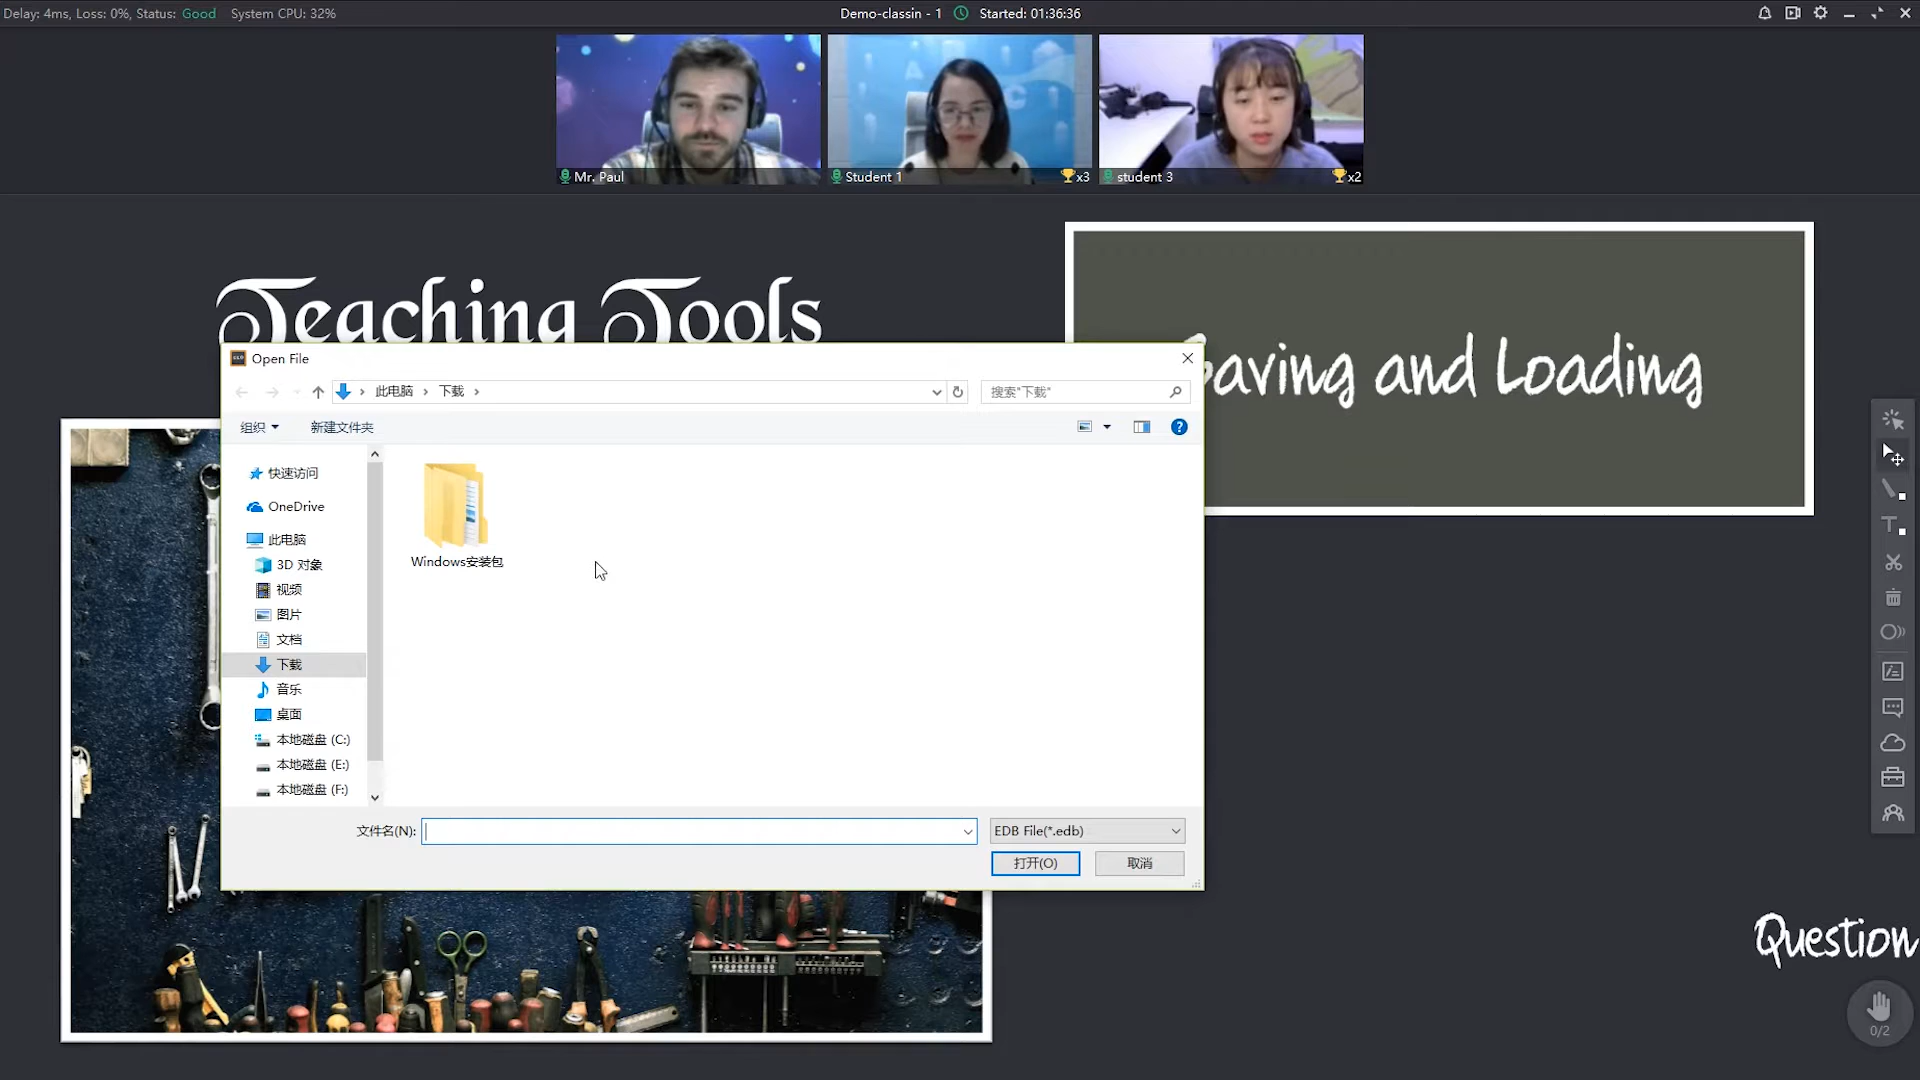 Delay: 4ms, Loss: 0%, Status: Good System CPU: 32%
Demo-classin - 1 Started: 01:36:36
Mr. Paul
Student 1
x3
student 3
x2
Teaching Tools
Saving and Loading
Open File
此电脑 下载
搜索"下载"
组织 新建文件夹
快速访问
OneDrive
此电脑
3D 对象
视频
图片
文档
下载
音乐
桌面
本地磁盘 (C:)
本地磁盘 (E:)
本地磁盘 (F:)
Windows安装包
文件名(N):
EDB File(*.edb)
打开(O)
取消
Question
0/2